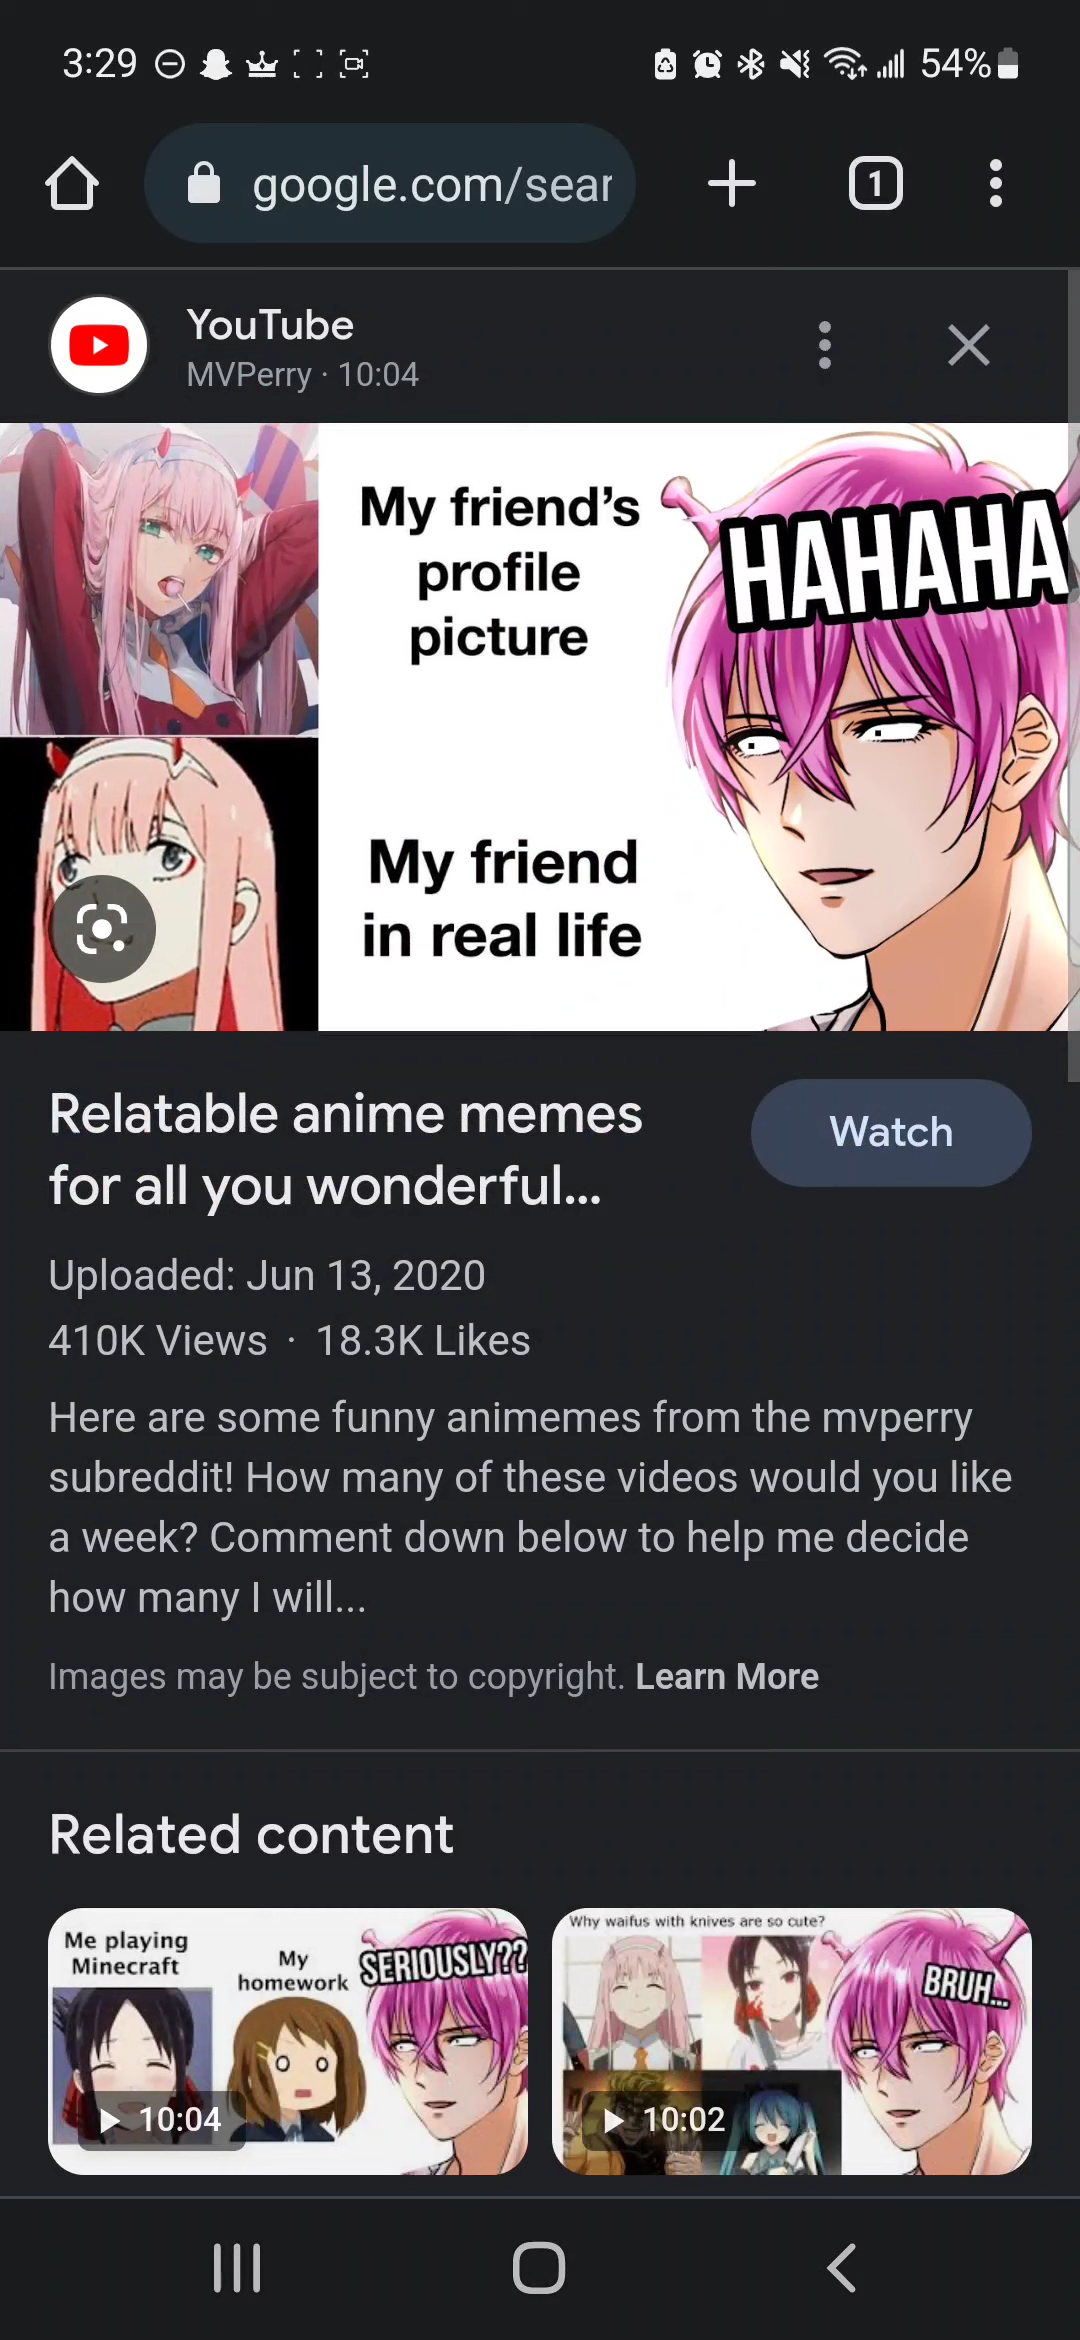 3:29
54%
google.com/sear
1
YouTube
MVPerry · 10:04
My friend's
profile
picture
HAHAHA
My friend
in real life
Relatable anime memes
for all you wonderful...
Watch
Uploaded: Jun 13, 2020
410K Views · 18.3K Likes
Here are some funny animemes from the mvperry
subreddit! How many of these videos would you like
a week? Comment down below to help me decide
how many I will...
Images may be subject to copyright. Learn More
Related content
Me playing
Minecraft
My
homework
SERIOUSLY??
10:04
Why waifus with knives are so cute?
BRUH...
10:02